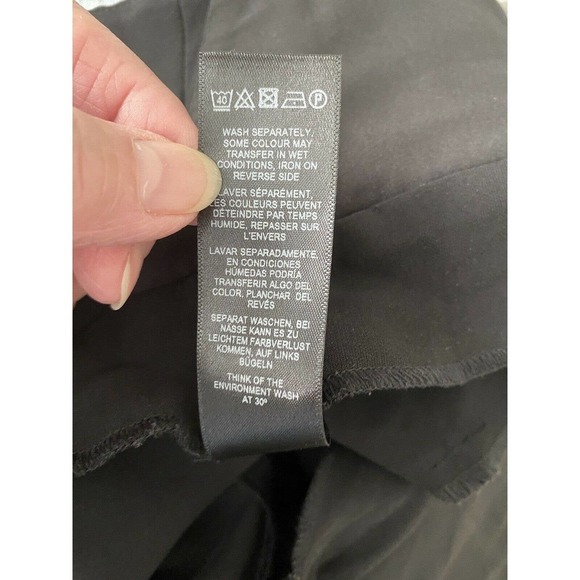 40 P
WASH SEPARATELY,
SOME COLOUR MAY
TRANSFER IN WET
CONDITIONS, IRON ON
REVERSE SIDE
LAVER SÉPARÉMENT,
LES COULEURS PEUVENT
DÉTEINDRE PAR TEMPS
HUMIDE, REPASSER SUR
L'ENVERS
LAVAR SEPARADAMENTE,
EN CONDICIONES
HÚMEDAS PODRÍA
TRANSFERIR ALGO DEL
COLOR, PLANCHAR DEL
REVÉS
SEPARAT WASCHEN, BEI
NÄSSE KANN ES ZU
LEICHTEM FARBVERLUST
KOMMEN, AUF LINKS
BÜGELN
THINK OF THE
ENVIRONMENT WASH
AT 30º